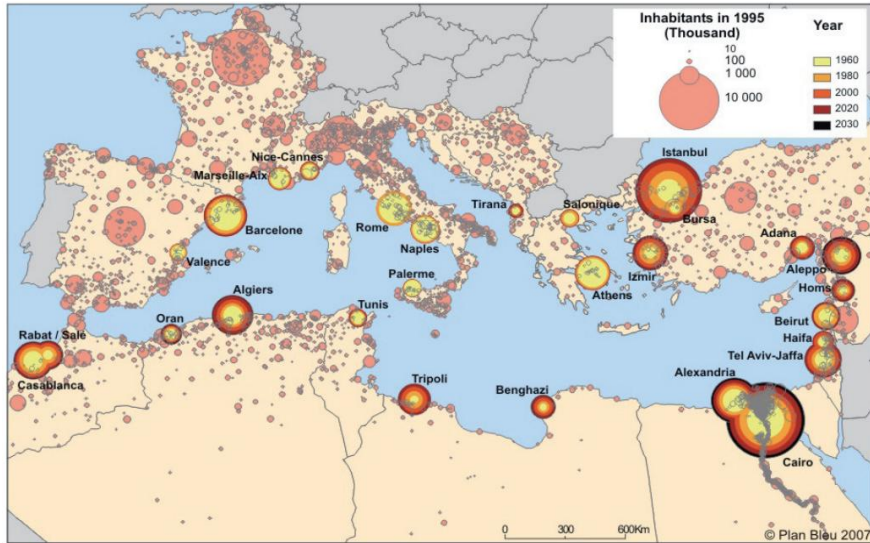 Inhabitants in 1995
(Thousand)
Year
10
100
1 000
10 000
1960
1980
2000
2020
2030
Nice-Cannes
Marseille-Aix
Istanbul
Bursa
Tirana
Salonique
Barcelone
Rome
Naples
Adana
Aleppo
Valence
Izmir
Palerme
Athens
Homs
Algiers
Tunis
Beirut
Oran
Haifa
Rabat / Salé
Tel Aviv-Jaffa
Casablanca
Tripoli
Benghazi
Alexandria
Cairo
0 300 600Km
© Plan Bleu 2007